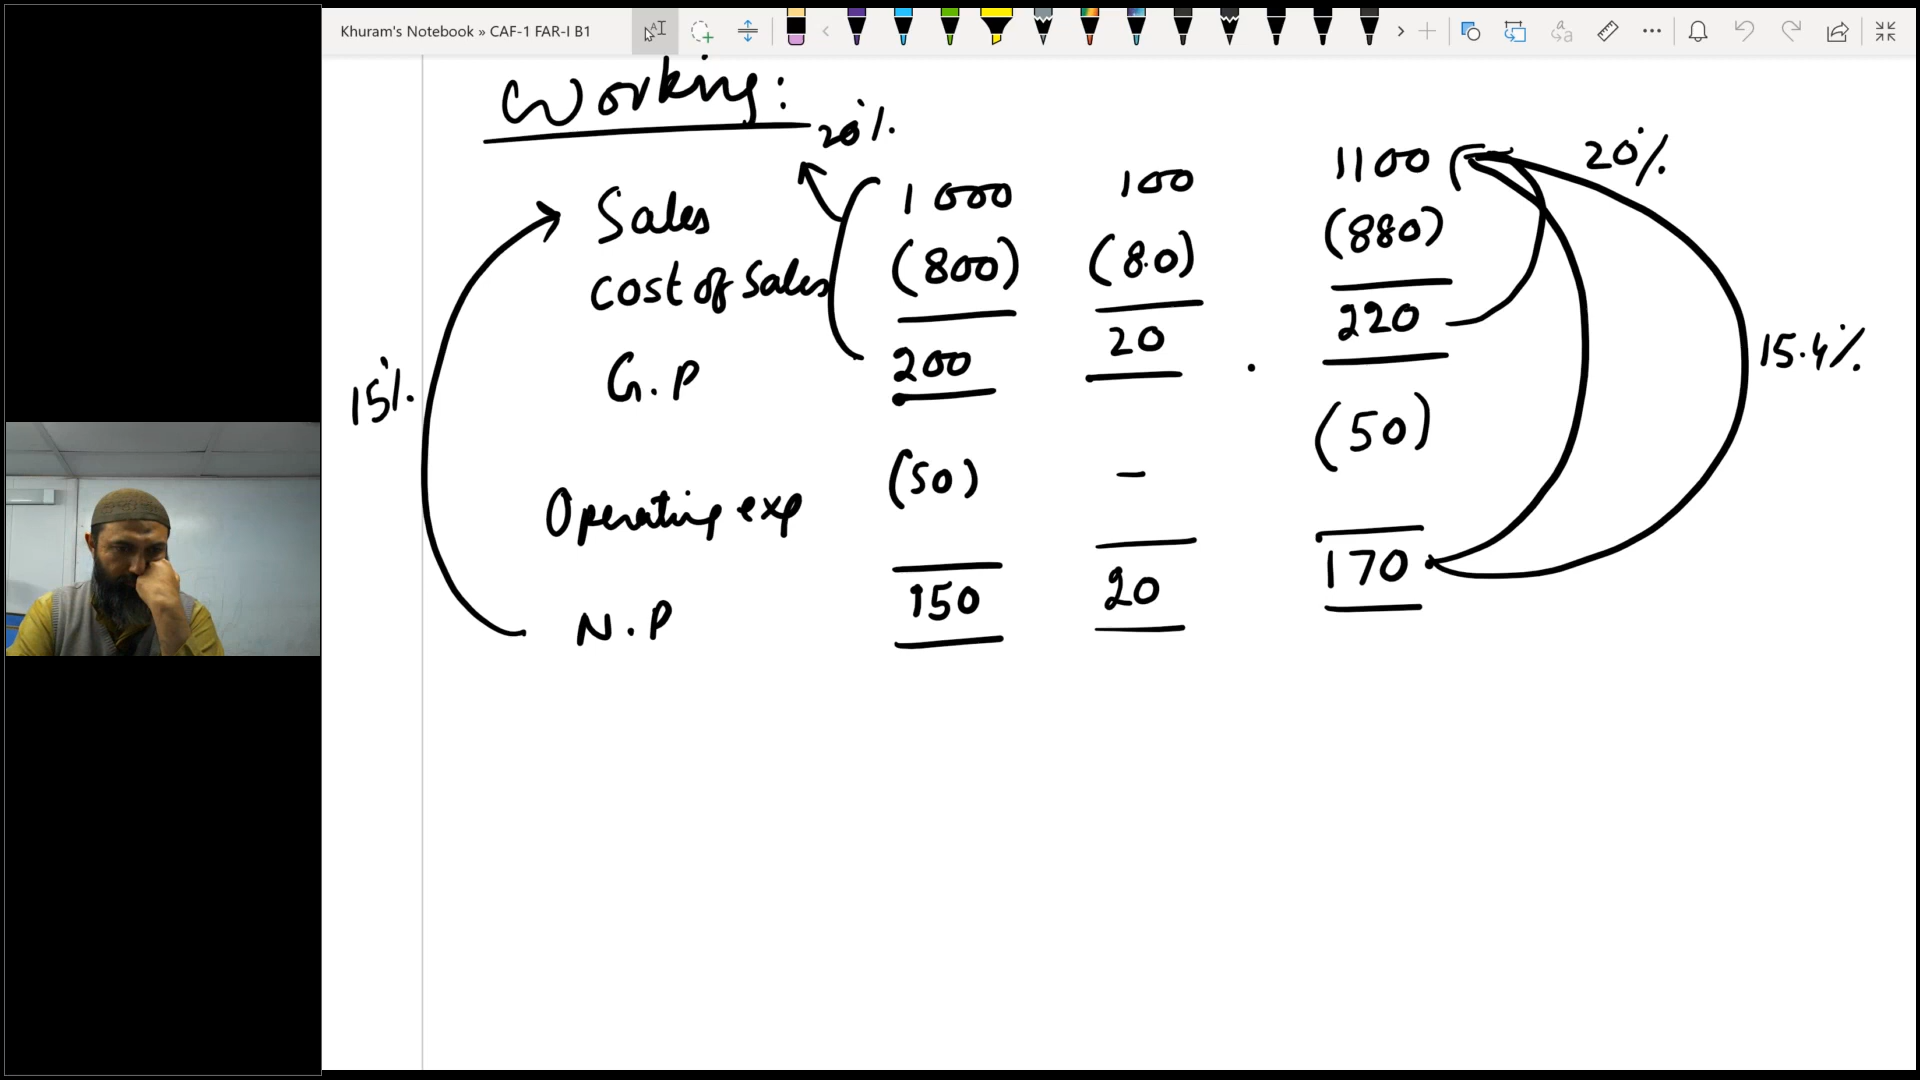 Khuram's Notebook » CAF-1 FAR-I B1
Working:
20%
Sales 1000 100 1100 20%
Cost of Sales (800) (80) (880)
G.P 200 20 220
15% 15.4%
Operating exp (50) - (50)
N.P 150 20 170